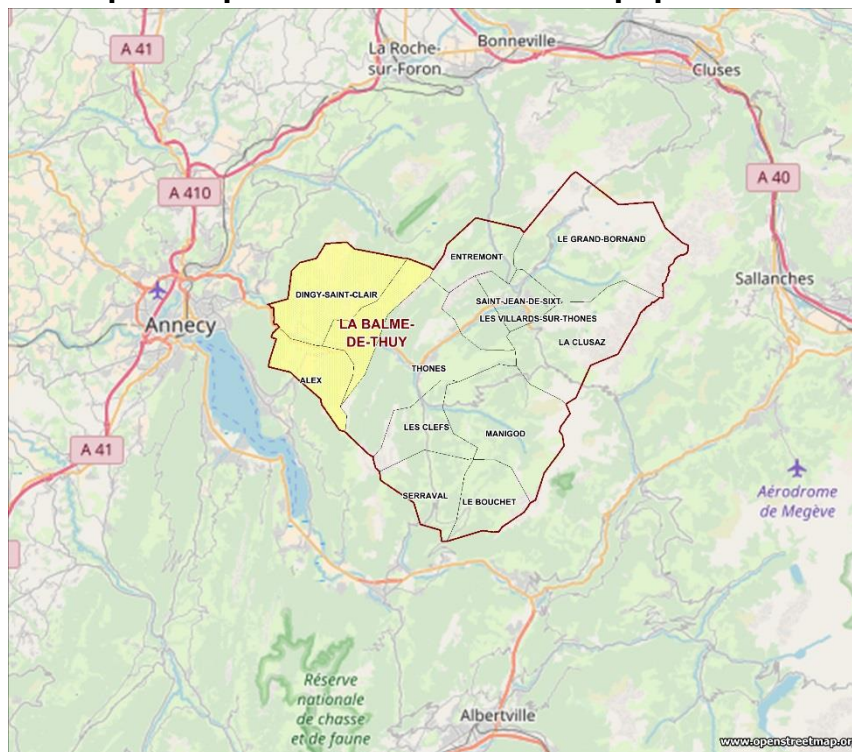 A 41
La Roche-
sur-Foron
Bonneville
Cluses
A 410
A 40
LE GRAND-BORNAND
ENTREMONT
Sallanches
DINGY-SAINT-CLAIR
SAINT-JEAN-DE-SIXT
LES VILLARDS-SUR-THONES
Annecy
LA BALME-
DE-THUY
LA CLUSAZ
THONES
ALEX
LES CLEFS
MANIGOD
A 41
SERRAVAL
LE BOUCHET
Aérodrome
de Megève
Réserve
nationale
de chasse
et de faune
Albertville
www.openstreetmap.or